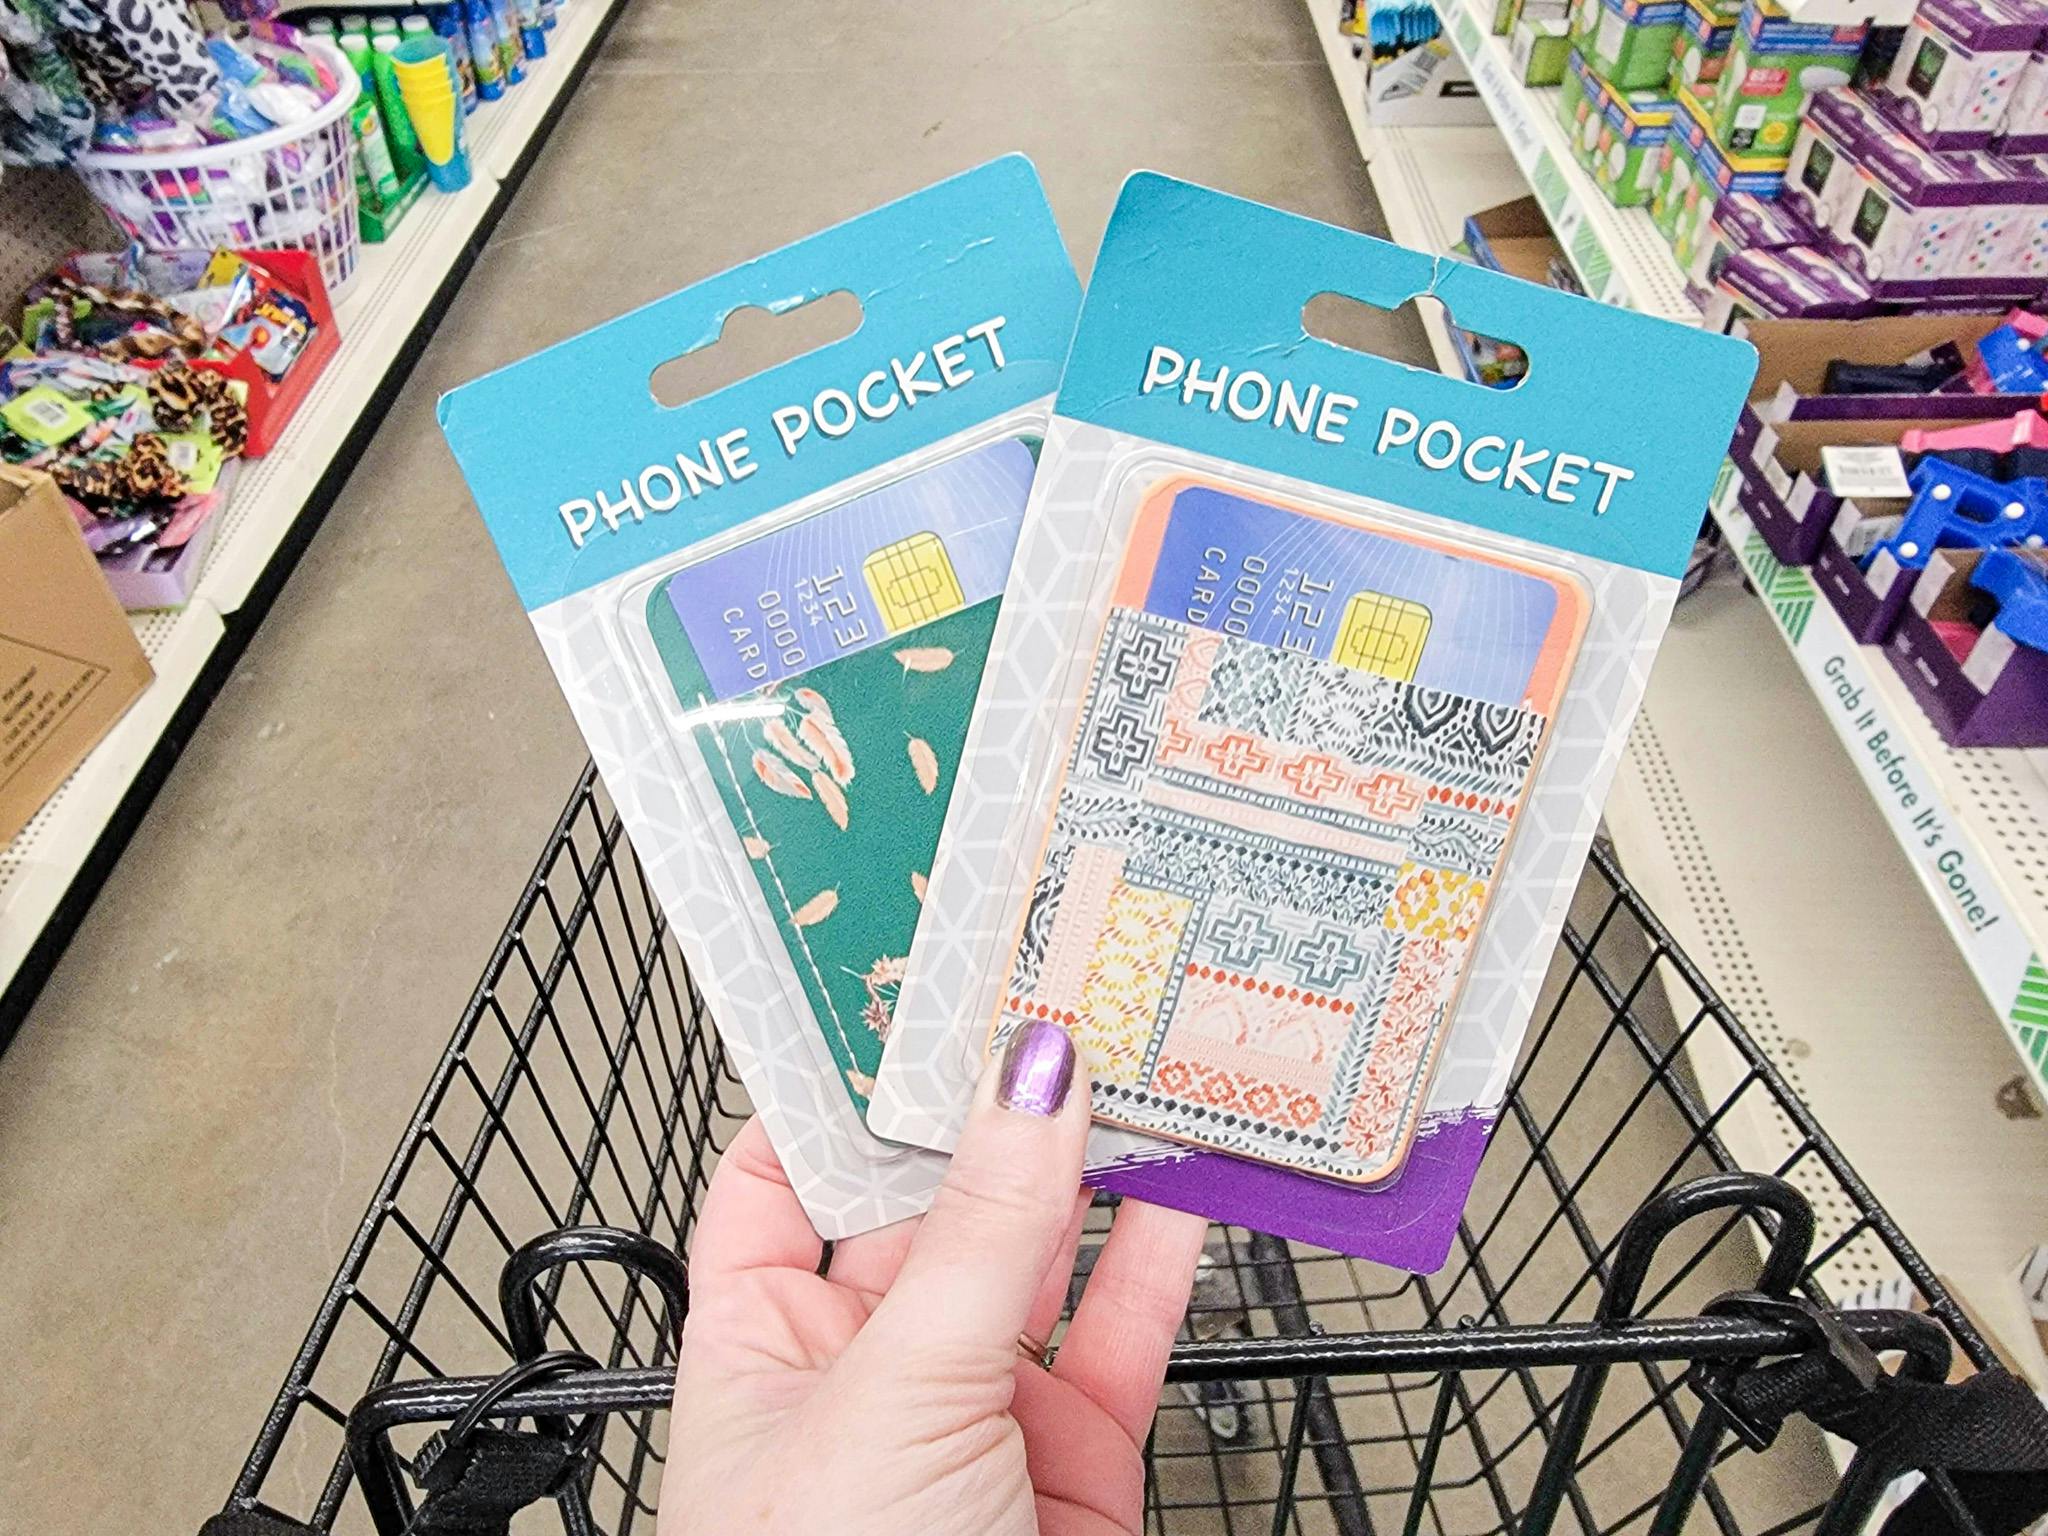 PHONE POCKET
123
1234
0000
CARD
PHONE POCKET
123
1234
0000
CARD
Grab It Before It's Gone!